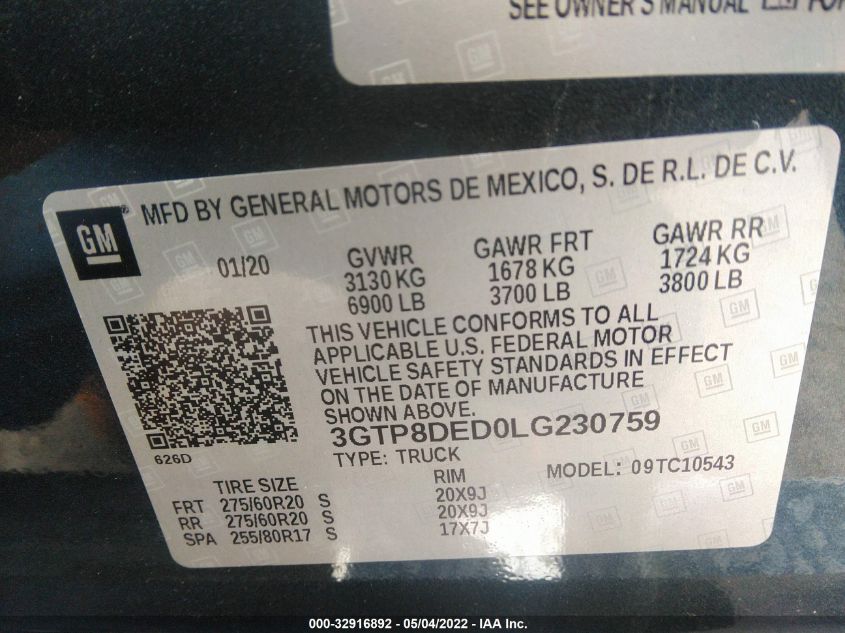 SEE OWNER'S MANUAL
GM
MFD BY GENERAL MOTORS DE MEXICO, S. DE R.L. DE C.V.
01/20 GVWR GAWR FRT GAWR RR
3130 KG 1678 KG 1724 KG
6900 LB 3700 LB 3800 LB
THIS VEHICLE CONFORMS TO ALL
APPLICABLE U.S. FEDERAL MOTOR
VEHICLE SAFETY STANDARDS IN EFFECT
ON THE DATE OF MANUFACTURE
SHOWN ABOVE.
626D
3GTP8DED0LG230759
TYPE: TRUCK MODEL: 09TC10543
TIRE SIZE RIM
FRT 275/60R20 S 20X9J
RR 275/60R20 S 20X9J
SPA 255/80R17 S 17X7J
000-32916892 - 05/04/2022 - IAA Inc.